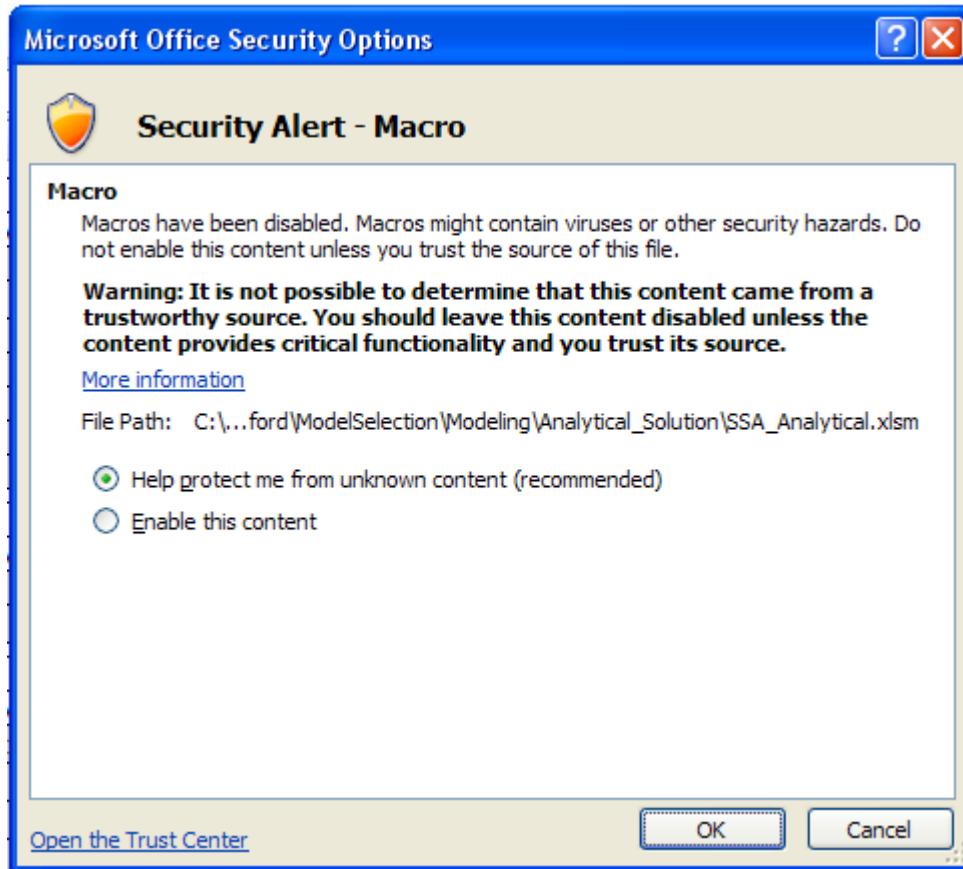 Microsoft Office Security Options
Security Alert - Macro
Macro
Macros have been disabled. Macros might contain viruses or other security hazards. Do
not enable this content unless you trust the source of this file.
Warning: It is not possible to determine that this content came from a
trustworthy source. You should leave this content disabled unless the
content provides critical functionality and you trust its source.
More information
File Path: C:\...ford\ModelSelection\Modeling\Analytical_Solution\SSA_Analytical.xlsm
Help protect me from unknown content (recommended)
Enable this content
Open the Trust Center
OK
Cancel